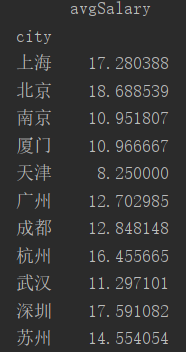 avgSalary
city
上海 17.280388
北京 18.688539
南京 10.951807
厦门 10.966667
天津 8.250000
广州 12.702985
成都 12.848148
杭州 16.455665
武汉 11.297101
深圳 17.591082
苏州 14.554054